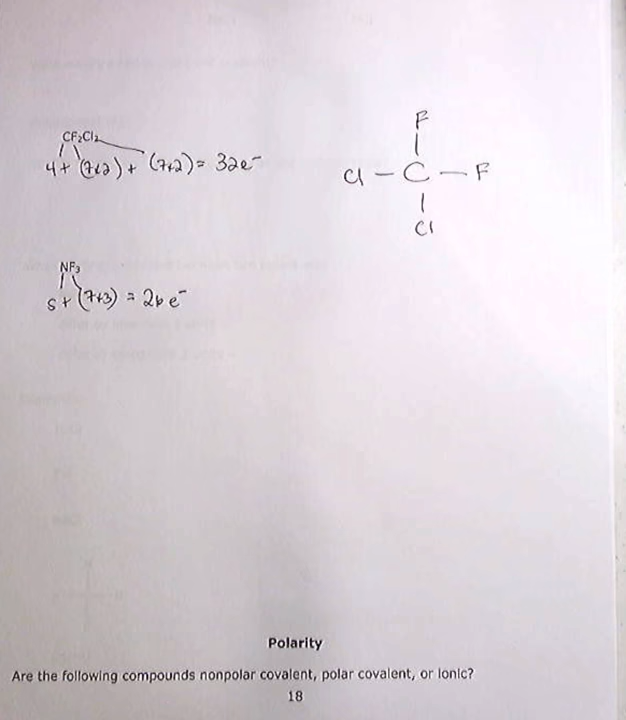 CF₂Cl₂
4 + (7×2) + (7×2) = 32e⁻
F
Cl – C – F
Cl
NF₃
5 + (7×3) = 26 e⁻
Polarity
Are the following compounds nonpolar covalent, polar covalent, or ionic?
18